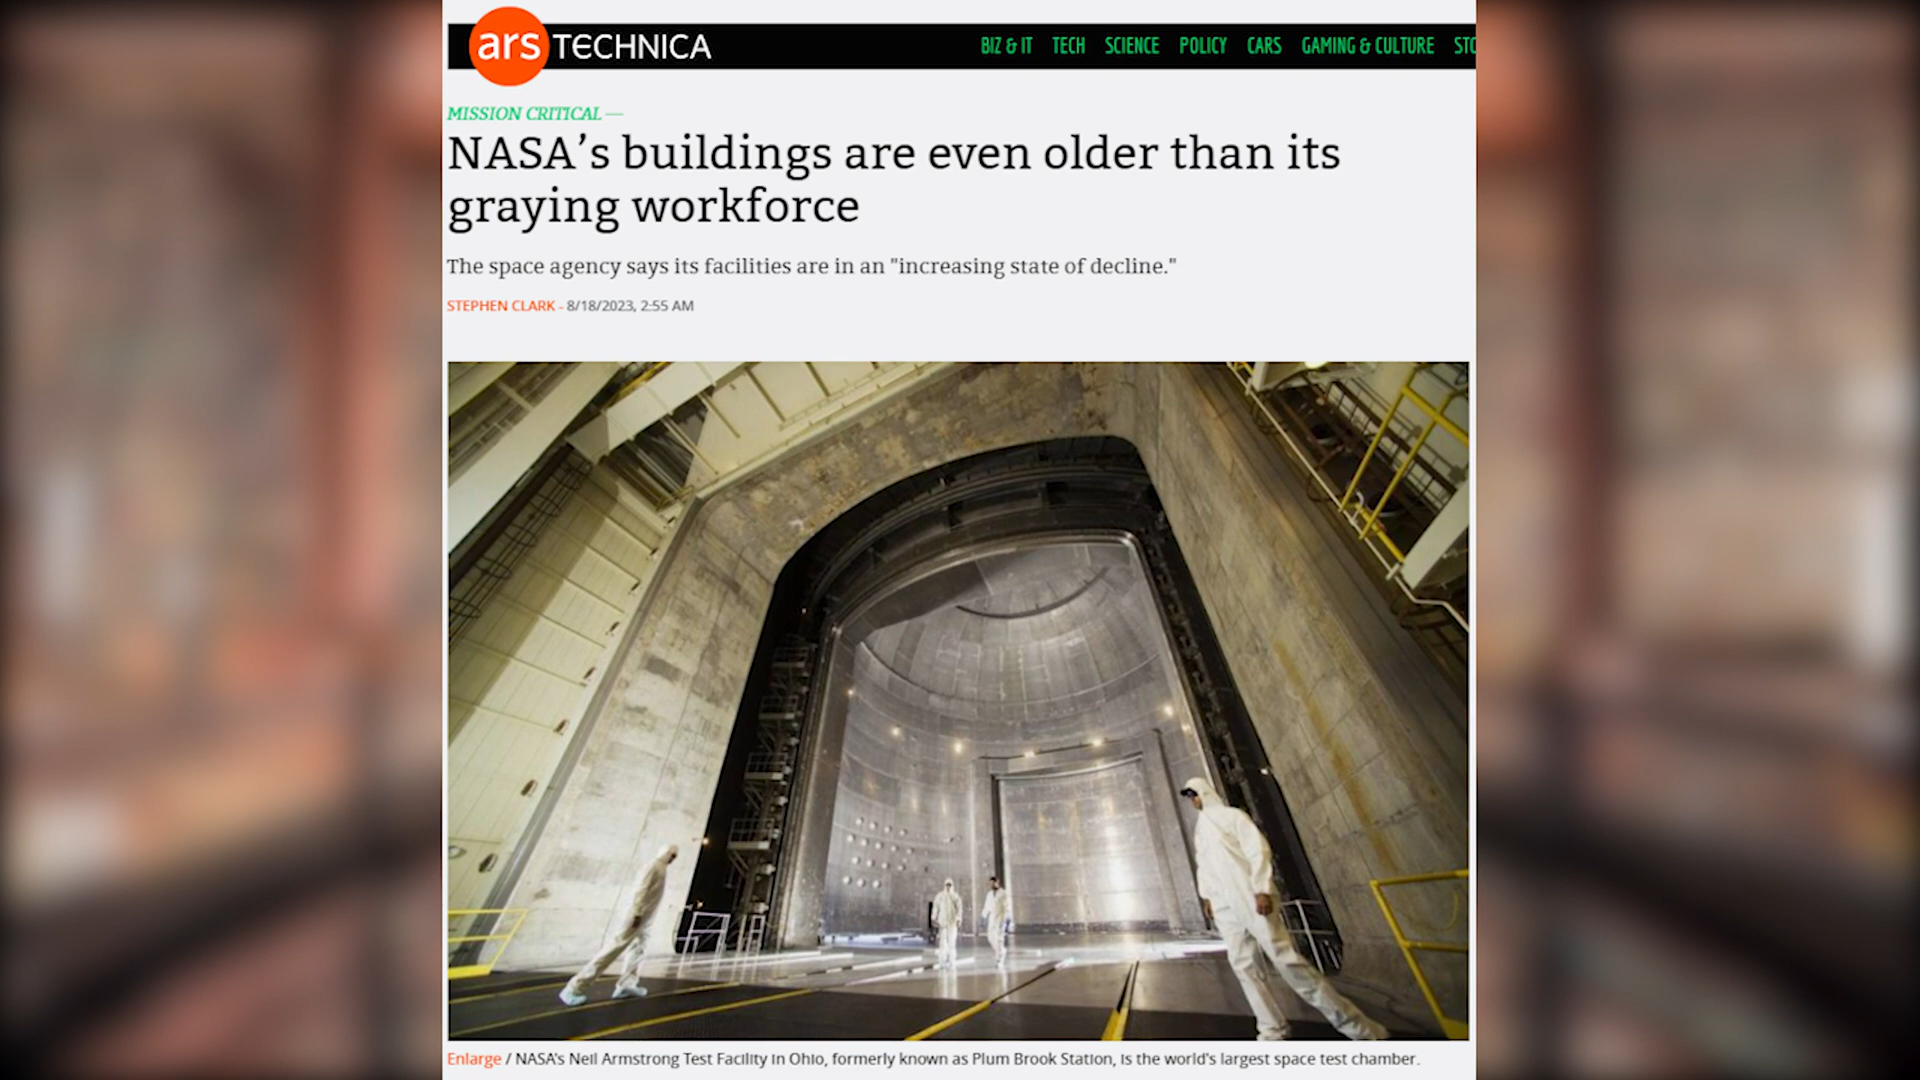 ars TECHNICA
BIZ & IT TECH SCIENCE POLICY CARS GAMING & CULTURE STO
MISSION CRITICAL —
NASA’s buildings are even older than its
graying workforce
The space agency says its facilities are in an "increasing state of decline."
STEPHEN CLARK - 8/18/2023, 2:55 AM
Enlarge / NASA's Neil Armstrong Test Facility in Ohio, formerly known as Plum Brook Station, is the world's largest space test chamber.